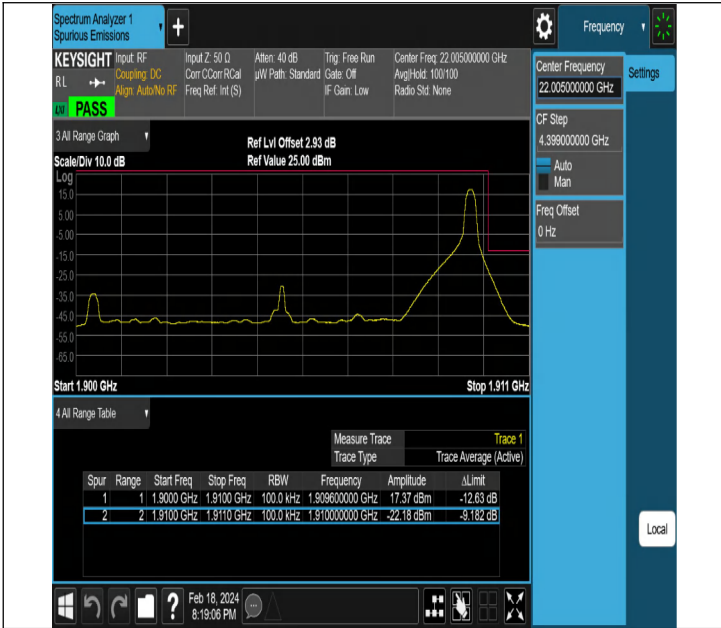 Spectrum Analyzer 1
Spurious Emissions
+
Frequency
KEYSIGHT
RL
PASS
Input: RF
Coupling: DC
Align: Auto/No RF
Input Z: 50 Ω
Corr CCorr RCal
Freq Ref: Int (S)
Atten: 40 dB
µW Path: Standard
Trig: Free Run
Gate: Off
IF Gain: Low
Center Freq: 22.005000000 GHz
Avg|Hold: 100/100
Radio Std: None
Center Frequency
22.005000000 GHz
Settings
CF Step
4.399000000 GHz
Auto
Man
Freq Offset
0 Hz
3 All Range Graph
Ref Lvl Offset 2.93 dB
Scale/Div 10.0 dB
Ref Value 25.00 dBm
Log
15.0
5.00
-5.00
-15.0
-25.0
-35.0
-45.0
-55.0
-65.0
Start 1.900 GHz
Stop 1.911 GHz
4 All Range Table
Measure Trace Trace 1
Trace Type Trace Average (Active)
Spur Range Start Freq Stop Freq RBW Frequency Amplitude ΔLimit
1 1 1.9000 GHz 1.9100 GHz 100.0 kHz 1.909600000 GHz 17.37 dBm -12.63 dB
2 2 1.9100 GHz 1.9110 GHz 100.0 kHz 1.910000000 GHz -22.18 dBm -9.182 dB
Local
?
Feb 18, 2024
8:19:06 PM